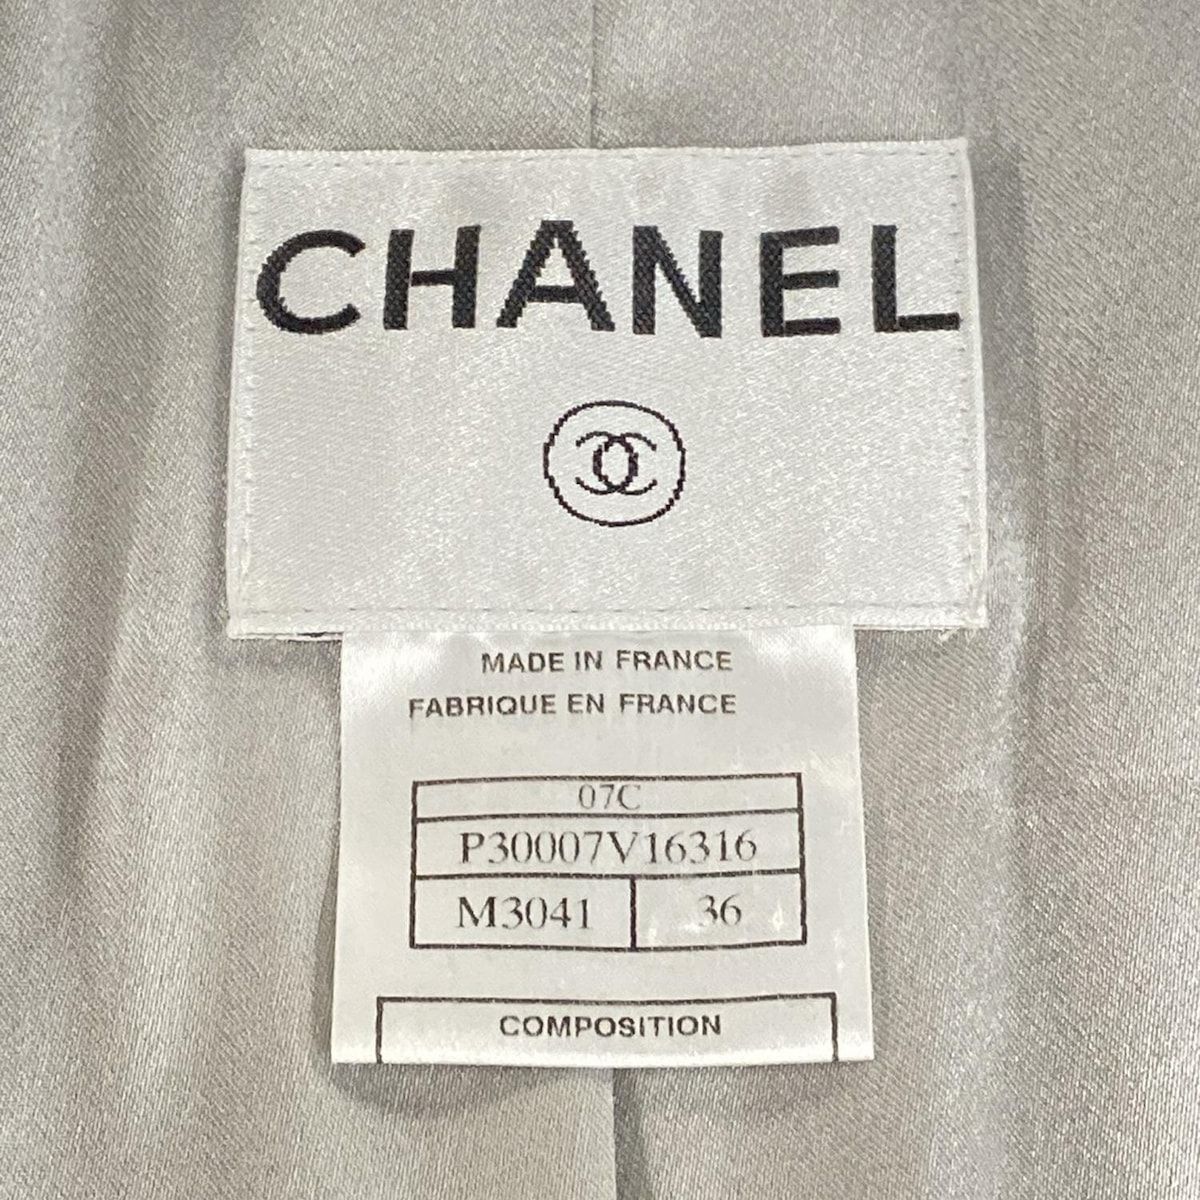 CHANEL
MADE IN FRANCE
FABRIQUE EN FRANCE
07C
P30007V16316
M3041 36
COMPOSITION